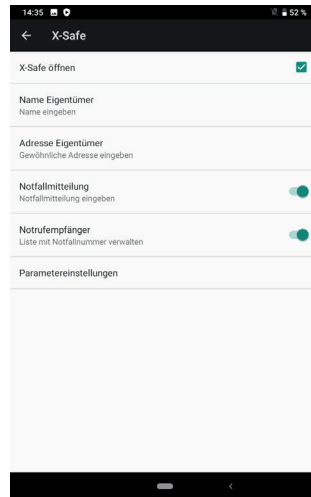 14:35 52 %
X-Safe
X-Safe öffnen
Name Eigentümer
Name eingeben
Adresse Eigentümer
Gewöhnliche Adresse eingeben
Notfallmitteilung
Notfallmitteilung eingeben
Notrufempfänger
Liste mit Notfallnummer verwalten
Parametereinstellungen